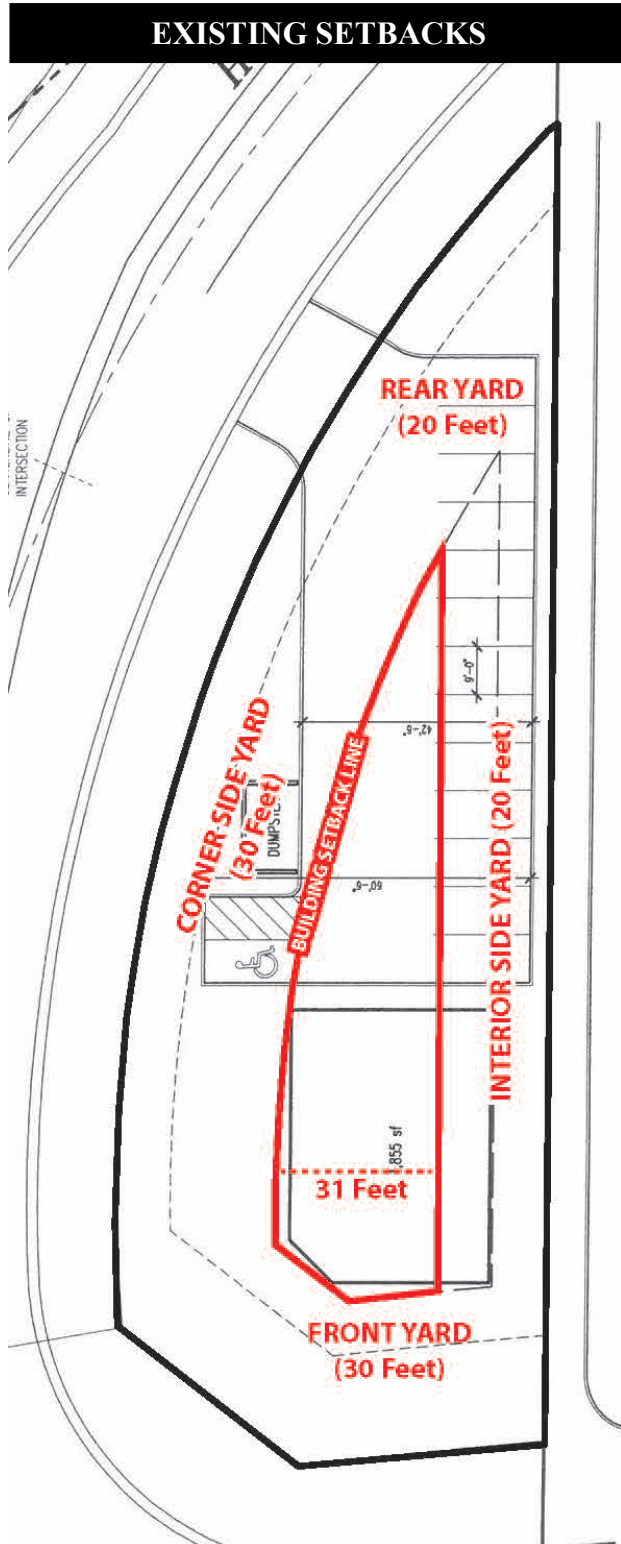 EXISTING SETBACKS
INTERSECTION
REAR YARD
(20 Feet)
9'-0"
42'-6"
CORNER SIDE YARD
(30 Feet)
DUMPSTE
BUILDING SETBACK LINE
60'-6"
INTERIOR SIDE YARD (20 Feet)
,855 sf
31 Feet
FRONT YARD
(30 Feet)